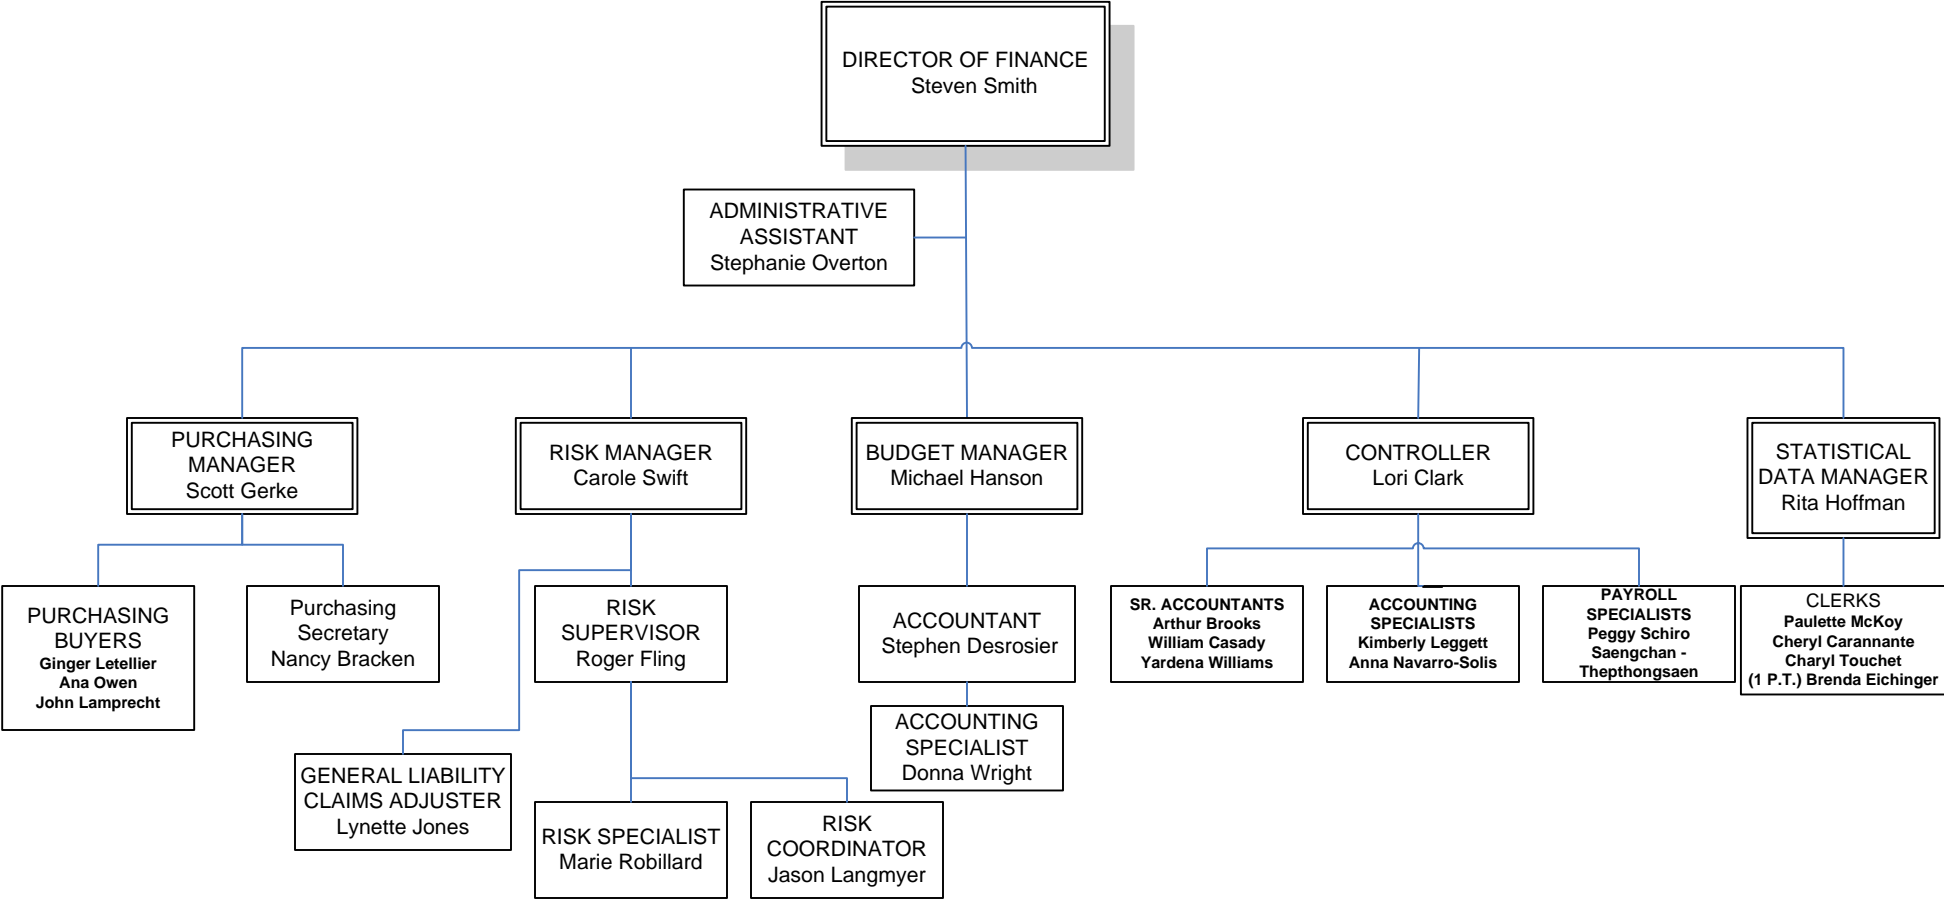 DIRECTOR OF FINANCE
Steven Smith
ADMINISTRATIVE
ASSISTANT
Stephanie Overton
PURCHASING
MANAGER
Scott Gerke
RISK MANAGER
Carole Swift
BUDGET MANAGER
Michael Hanson
CONTROLLER
Lori Clark
STATISTICAL
DATA MANAGER
Rita Hoffman
PURCHASING
BUYERS
Ginger Letellier
Ana Owen
John Lamprecht
Purchasing
Secretary
Nancy Bracken
RISK
SUPERVISOR
Roger Fling
ACCOUNTANT
Stephen Desrosier
SR. ACCOUNTANTS
Arthur Brooks
William Casady
Yardena Williams
ACCOUNTING
SPECIALISTS
Kimberly Leggett
Anna Navarro-Solis
PAYROLL
SPECIALISTS
Peggy Schiro
Saengchan -
Thepthongsaen
CLERKS
Paulette McKoy
Cheryl Carannante
Charyl Touchet
(1 P.T.) Brenda Eichinger
ACCOUNTING
SPECIALIST
Donna Wright
GENERAL LIABILITY
CLAIMS ADJUSTER
Lynette Jones
RISK SPECIALIST
Marie Robillard
RISK
COORDINATOR
Jason Langmyer